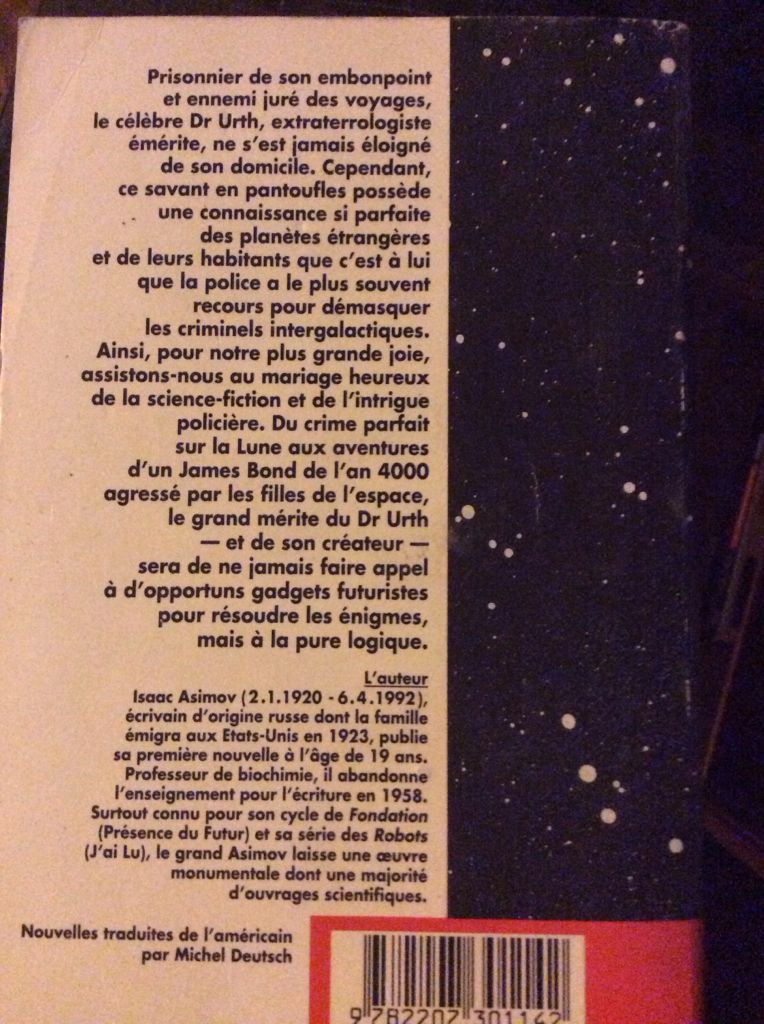 Prisonnier de son embonpoint
et ennemi juré des voyages,
le célèbre Dr Urth, extraterrologiste
émérite, ne s'est jamais éloigné
de son domicile. Cependant,
ce savant en pantoufles possède
une connaissance si parfaite
des planètes étrangères
et de leurs habitants que c'est à lui
que la police a le plus souvent
recours pour démasquer
les criminels intergalactiques.
Ainsi, pour notre plus grande joie,
assistons-nous au mariage heureux
de la science-fiction et de l'intrigue
policière. Du crime parfait
sur la Lune aux aventures
d'un James Bond de l'an 4000
agressé par les filles de l'espace,
le grand mérite du Dr Urth
— et de son créateur —
sera de ne jamais faire appel
à d'opportuns gadgets futuristes
pour résoudre les énigmes,
mais à la pure logique.
L'auteur
Isaac Asimov (2.1.1920 - 6.4.1992),
écrivain d'origine russe dont la famille
émigra aux Etats-Unis en 1923, publie
sa première nouvelle à l'âge de 19 ans.
Professeur de biochimie, il abandonne
l'enseignement pour l'écriture en 1958.
Surtout connu pour son cycle de Fondation
(Présence du Futur) et sa série des Robots
(J'ai Lu), le grand Asimov laisse une œuvre
monumentale dont une majorité
d'ouvrages scientifiques.
Nouvelles traduites de l'américain
par Michel Deutsch
9 782207 301142